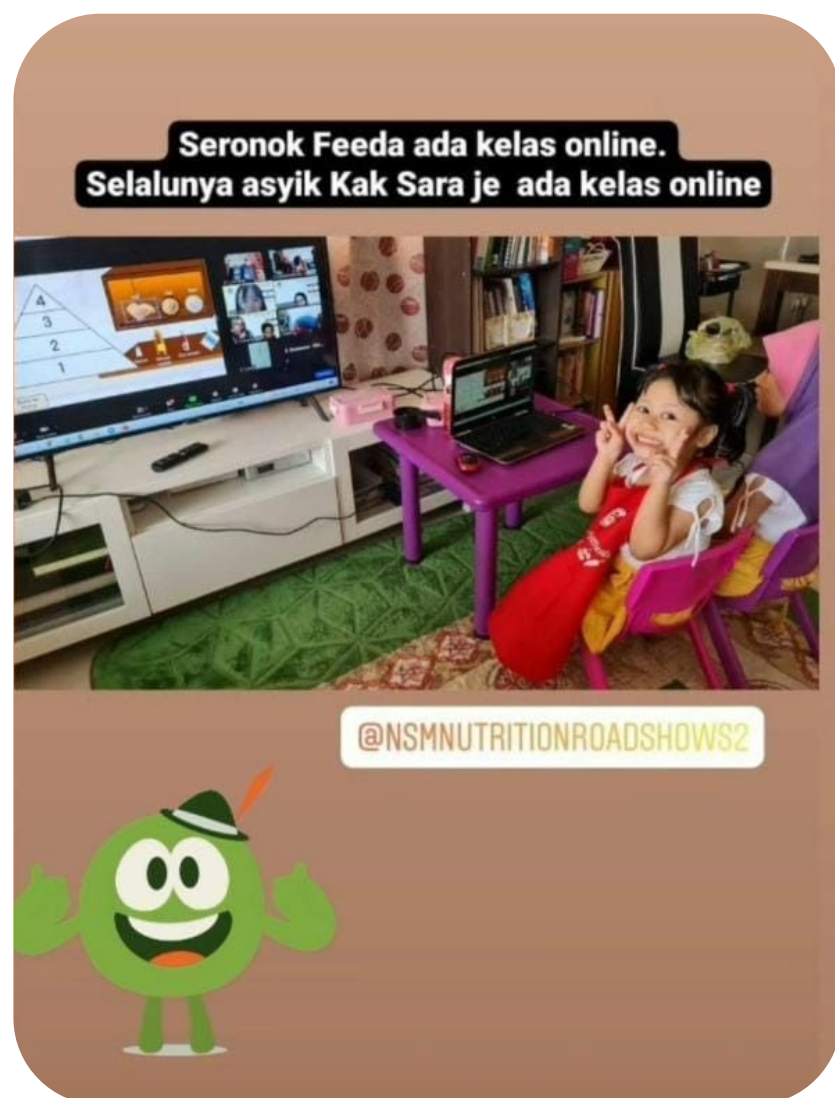 Seronok Feeda ada kelas online.
Selalunya asyik Kak Sara je ada kelas online
4
3
2
1
@NSMNUTRITIONROADSHOWS2